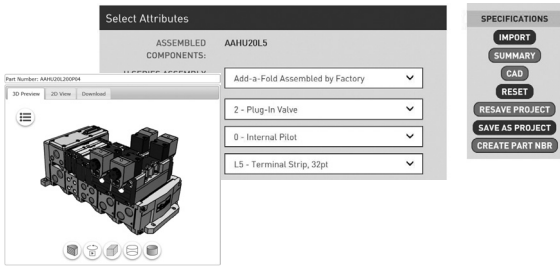 Select Attributes
ASSEMBLED COMPONENTS:
AAHU20L5
Add-a-Fold Assembled by Factory
2 - Plug-In Valve
0 - Internal Pilot
L5 - Terminal Strip, 32pt
Part Number: AAHU20L200P04
3D Preview
2D View
Download
SPECIFICATIONS
IMPORT
SUMMARY
CAD
RESET
RESAVE PROJECT
SAVE AS PROJECT
CREATE PART NBR